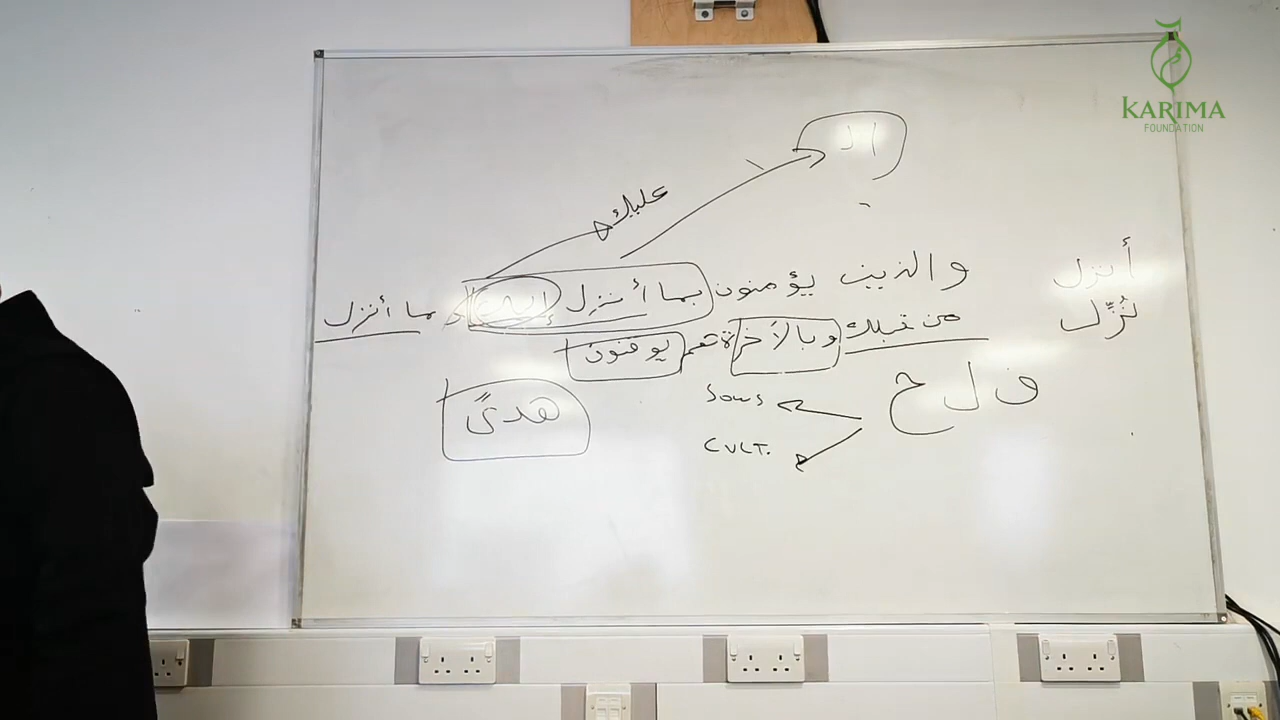 KARIMA
FOUNDATION
ال
عليك
أنزل
نُزِّل
والذين يؤمنون بما أنزل إليك وما أنزل
من قبلك وبالآخرة هم يوقنون
ف ل ح
sows
CULT.
هدىً